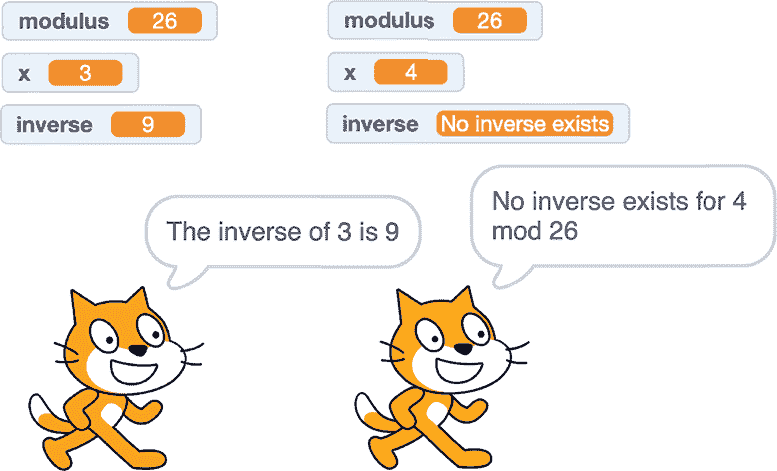 modulus 26
x 3
inverse 9
The inverse of 3 is 9
modulus 26
x 4
inverse No inverse exists
No inverse exists for 4
mod 26